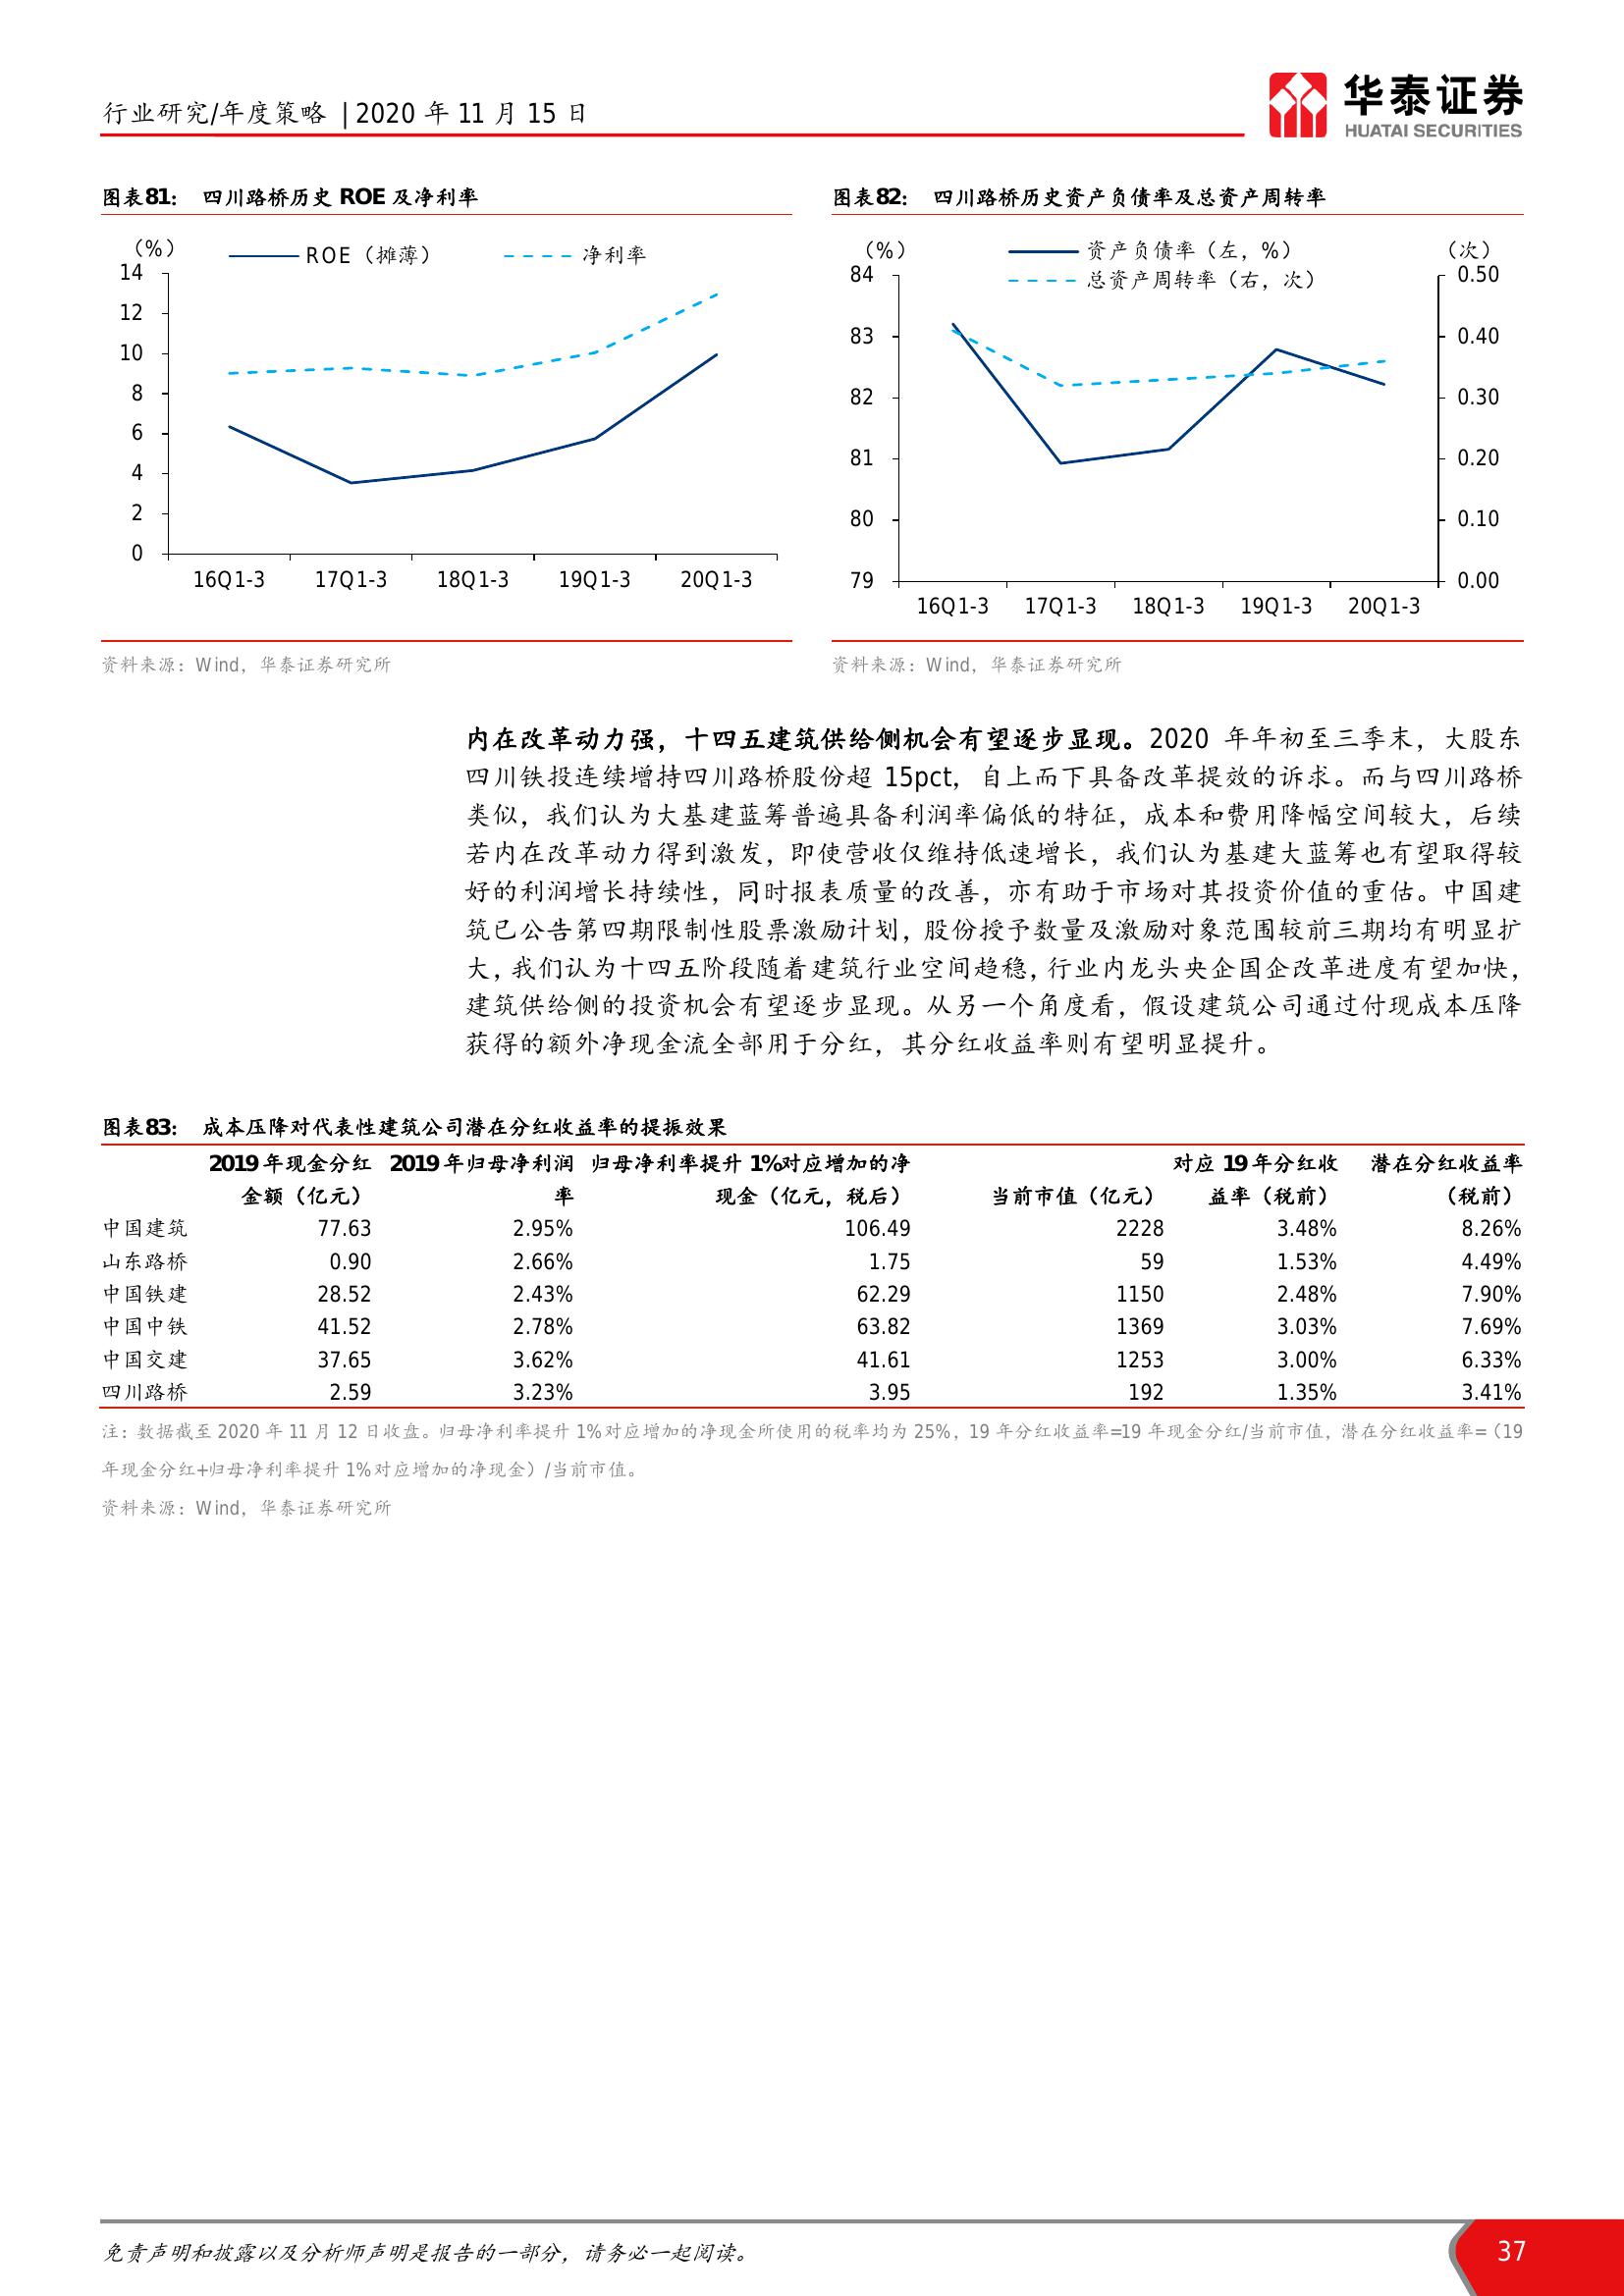 行业研究/年度策略 | 2020 年 11 月 15 日
华泰证券
HUATAI SECURITIES
图表81： 四川路桥历史 ROE 及净利率
（%）
ROE（摊薄）
净利率
14
12
10
8
6
4
2
0
16Q1-3 17Q1-3 18Q1-3 19Q1-3 20Q1-3
资料来源：Wind，华泰证券研究所
图表82： 四川路桥历史资产负债率及总资产周转率
（%）
资产负债率（左，%）
总资产周转率（右，次）
（次）
84
83
82
81
80
79
0.50
0.40
0.30
0.20
0.10
0.00
16Q1-3 17Q1-3 18Q1-3 19Q1-3 20Q1-3
资料来源：Wind，华泰证券研究所
内在改革动力强，十四五建筑供给侧机会有望逐步显现。2020 年年初至三季末，大股东
四川铁投连续增持四川路桥股份超 15pct，自上而下具备改革提效的诉求。而与四川路桥
类似，我们认为大基建蓝筹普遍具备利润率偏低的特征，成本和费用降幅空间较大，后续
若内在改革动力得到激发，即使营收仅维持低速增长，我们认为基建大蓝筹也有望取得较
好的利润增长持续性，同时报表质量的改善，亦有助于市场对其投资价值的重估。中国建
筑已公告第四期限制性股票激励计划，股份授予数量及激励对象范围较前三期均有明显扩
大，我们认为十四五阶段随着建筑行业空间趋稳，行业内龙头央企国企改革进度有望加快，
建筑供给侧的投资机会有望逐步显现。从另一个角度看，假设建筑公司通过付现成本压降
获得的额外净现金流全部用于分红，其分红收益率则有望明显提升。
图表83： 成本压降对代表性建筑公司潜在分红收益率的提振效果
2019 年现金分红 2019 年归母净利润 归母净利率提升 1%对应增加的净 对应 19 年分红收 潜在分红收益率
金额（亿元） 率 现金（亿元，税后） 当前市值（亿元） 益率（税前） （税前）
中国建筑 77.63 2.95% 106.49 2228 3.48% 8.26%
山东路桥 0.90 2.66% 1.75 59 1.53% 4.49%
中国铁建 28.52 2.43% 62.29 1150 2.48% 7.90%
中国中铁 41.52 2.78% 63.82 1369 3.03% 7.69%
中国交建 37.65 3.62% 41.61 1253 3.00% 6.33%
四川路桥 2.59 3.23% 3.95 192 1.35% 3.41%
注：数据截至 2020 年 11 月 12 日收盘。归母净利率提升 1%对应增加的净现金所使用的税率均为 25%，19 年分红收益率=19 年现金分红/当前市值，潜在分红收益率=（19
年现金分红+归母净利率提升 1%对应增加的净现金）/当前市值。
资料来源：Wind，华泰证券研究所
免责声明和披露以及分析师声明是报告的一部分，请务必一起阅读。
37